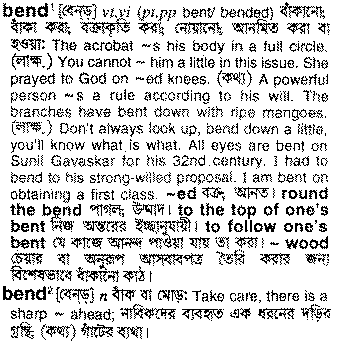 bend¹ [বেনড্] vt,vi (pt,pp bent/ bended) বাঁকানো;
বাঁকা করা; বক্রাকৃতি করা; নোয়ানো; আনমিত করা বা
হওয়া: The acrobat ~s his body in a full circle.
(লাক্ষ.) You cannot ~ him a little in this issue. She
prayed to God on ~ed knees. (কথ্য) A powerful
person ~s a rule according to his will. The
branches have bent down with ripe mangoes.
(লাক্ষ.) Don't always look up, bend down a little,
you'll know what is what. All eyes are bent on
Sunil Gavaskar for his 32nd century. I had to
bend to his strong-willed proposal. I am bent on
obtaining a first class. ~ed বক্র, আনত। round
the bend পাগল; উন্মাদ। to the top of one's
bent নিজ অন্তরের ইচ্ছানুযায়ী। to follow one's
bent যে কাজে আনন্দ পাওয়া যায় তা করা। ~ wood
চেয়ার বা অনুরূপ আসবাবপত্র তৈরি করার জন্য
বিশেষভাবে বাঁকানো কাঠ।
bend² [বেনড্] n বাঁক বা মোড়: Take care, there is a
sharp ~ ahead; নাবিকদের ব্যবহৃত এক ধরনের দড়ির
গ্রন্থি, (কথ্য) গাঁটের ব্যথা।